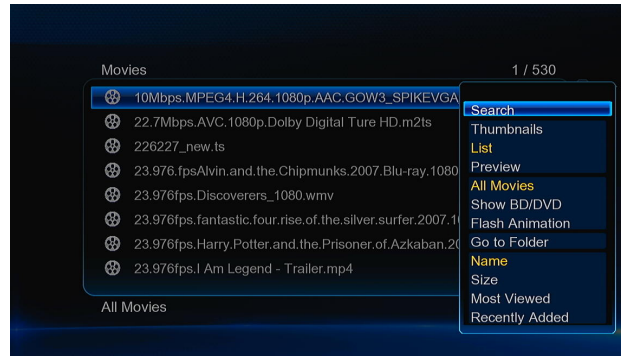 Movies 1 / 530
10Mbps.MPEG4.H.264.1080p.AAC.GOW3_SPIKEVGA
22.7Mbps.AVC.1080p.Dolby Digital Ture HD.m2ts
226227_new.ts
23.976.fpsAlvin.and.the.Chipmunks.2007.Blu-ray.1080
23.976fps.Discoverers_1080.wmv
23.976fps.fantastic.four.rise.of.the.silver.surfer.2007.1
23.976fps.Harry.Potter.and.the.Prisoner.of.Azkaban.20
23.976fps.I Am Legend - Trailer.mp4
All Movies
Search
Thumbnails
List
Preview
All Movies
Show BD/DVD
Flash Animation
Go to Folder
Name
Size
Most Viewed
Recently Added